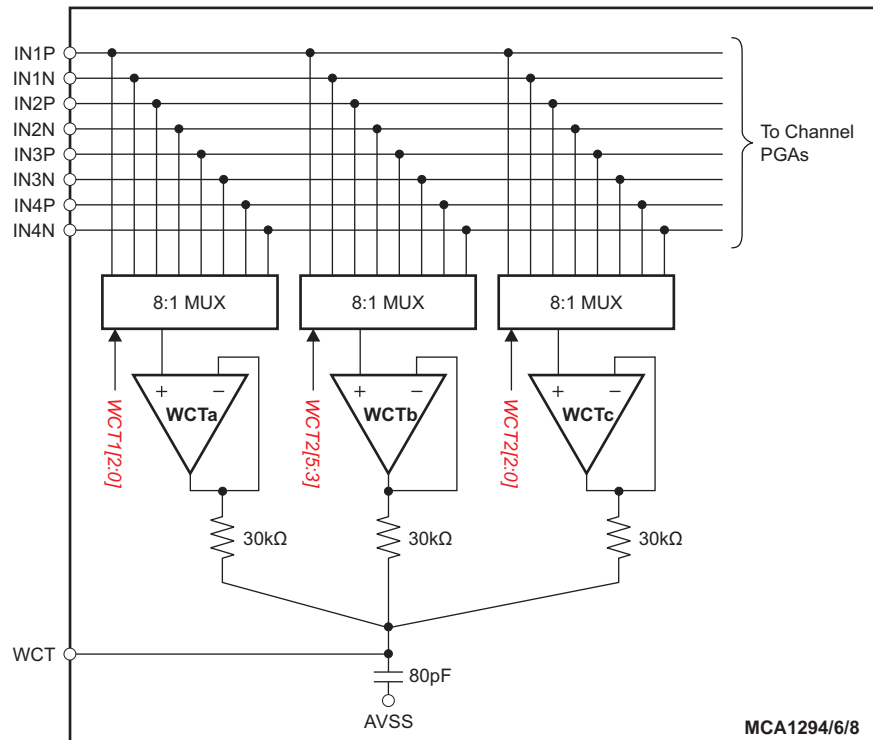 IN1P
IN1N
IN2P
IN2N
IN3P
IN3N
IN4P
IN4N
To Channel
PGAs
8:1 MUX
8:1 MUX
8:1 MUX
+ −
+ −
+ −
WCTa
WCTb
WCTc
WCT1[2:0]
WCT2[5:3]
WCT2[2:0]
30kΩ
30kΩ
30kΩ
WCT
80pF
AVSS
MCA1294/6/8